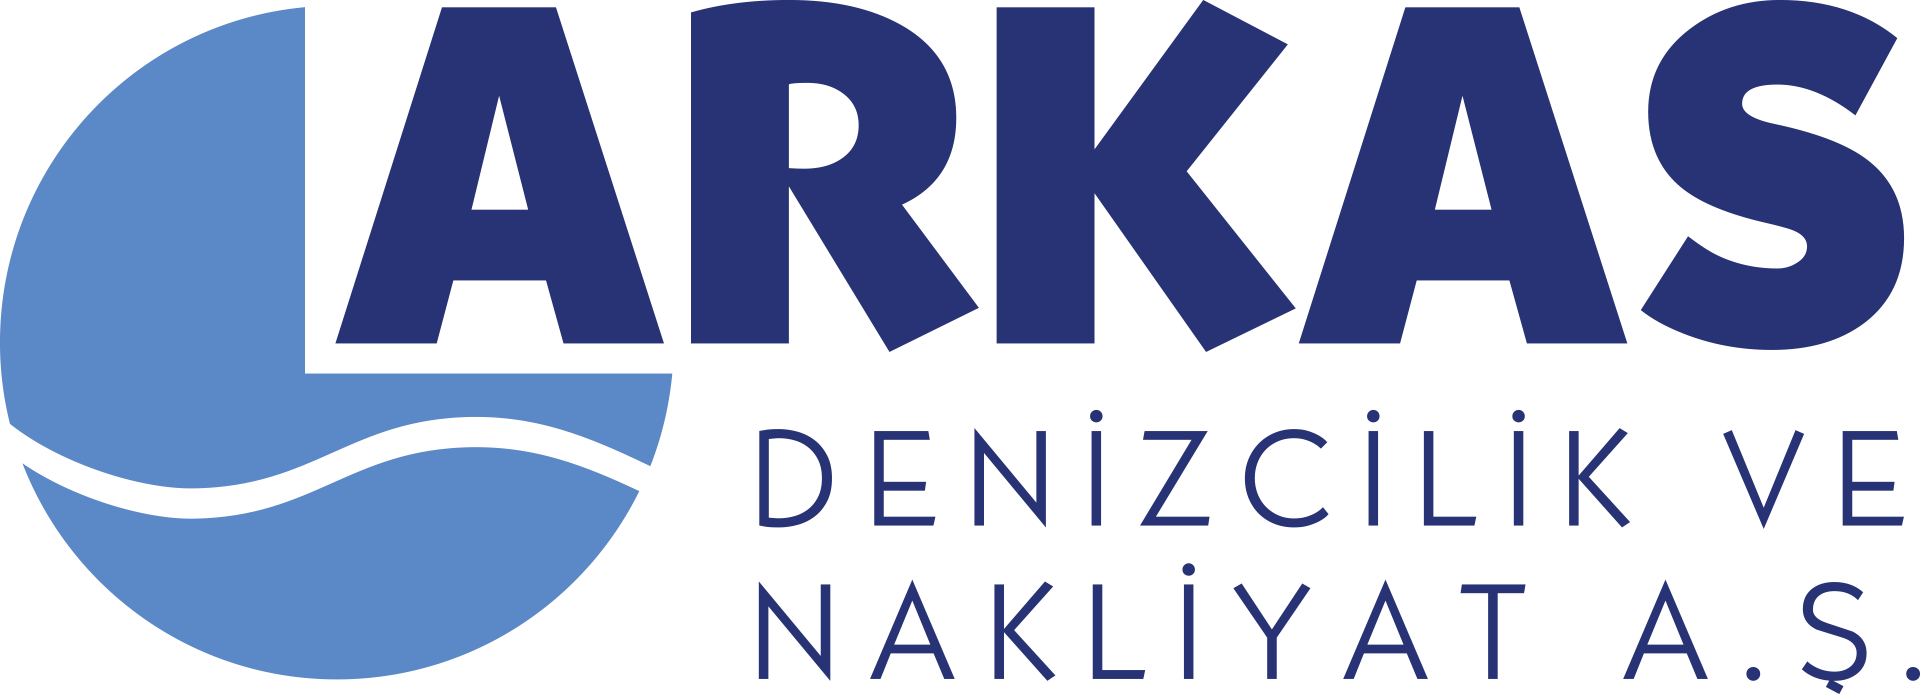 ARKAS
DENİZCİLİK VE
NAKLİYAT A.Ş.